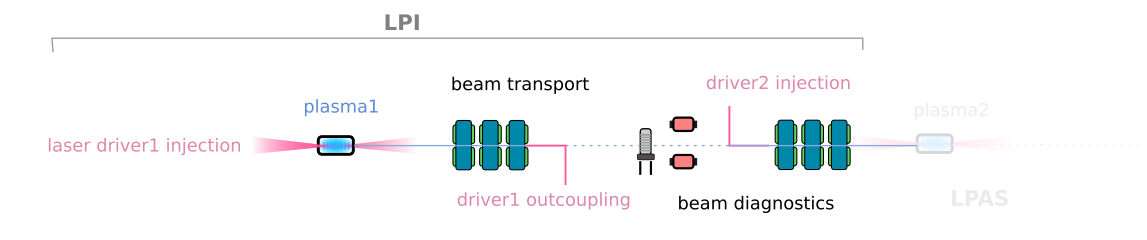 LPI
beam transport
driver2 injection
plasma1
plasma2
laser driver1 injection
driver1 outcoupling
beam diagnostics
LPAS